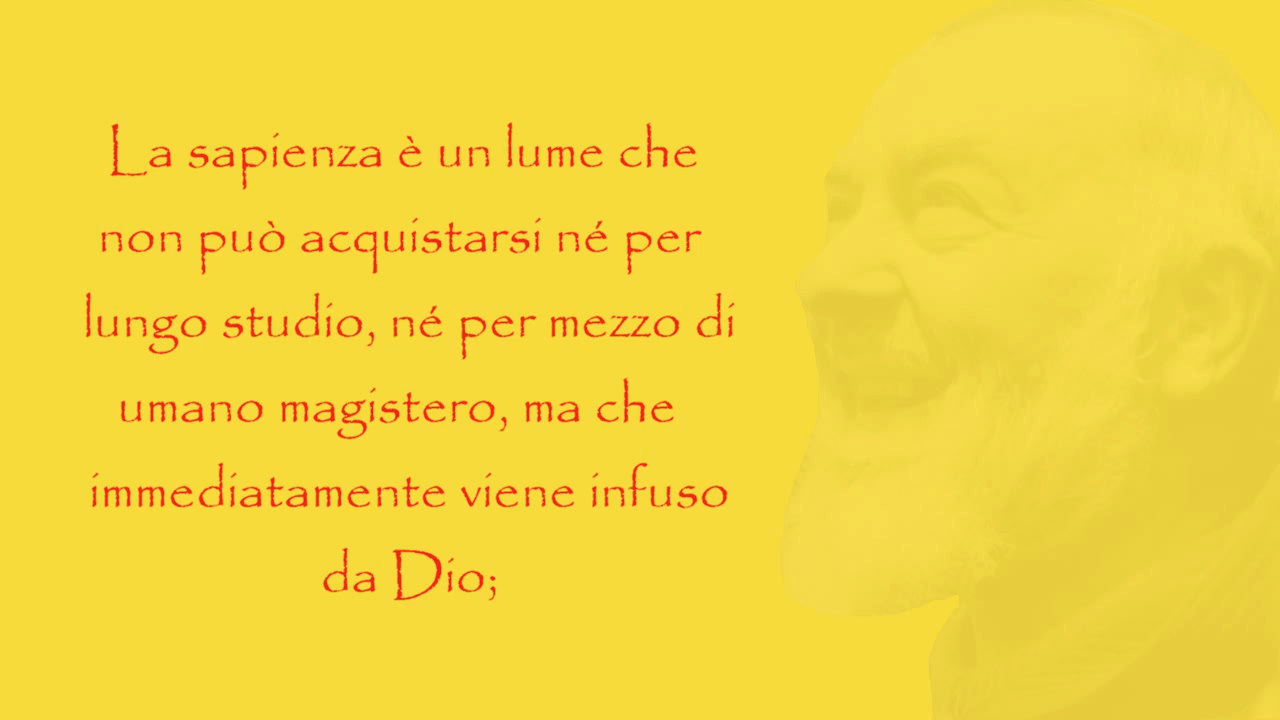 La sapienza è un lume che
non può acquistarsi né per
lungo studio, né per mezzo di
umano magistero, ma che
immediatamente viene infuso
da Dio;